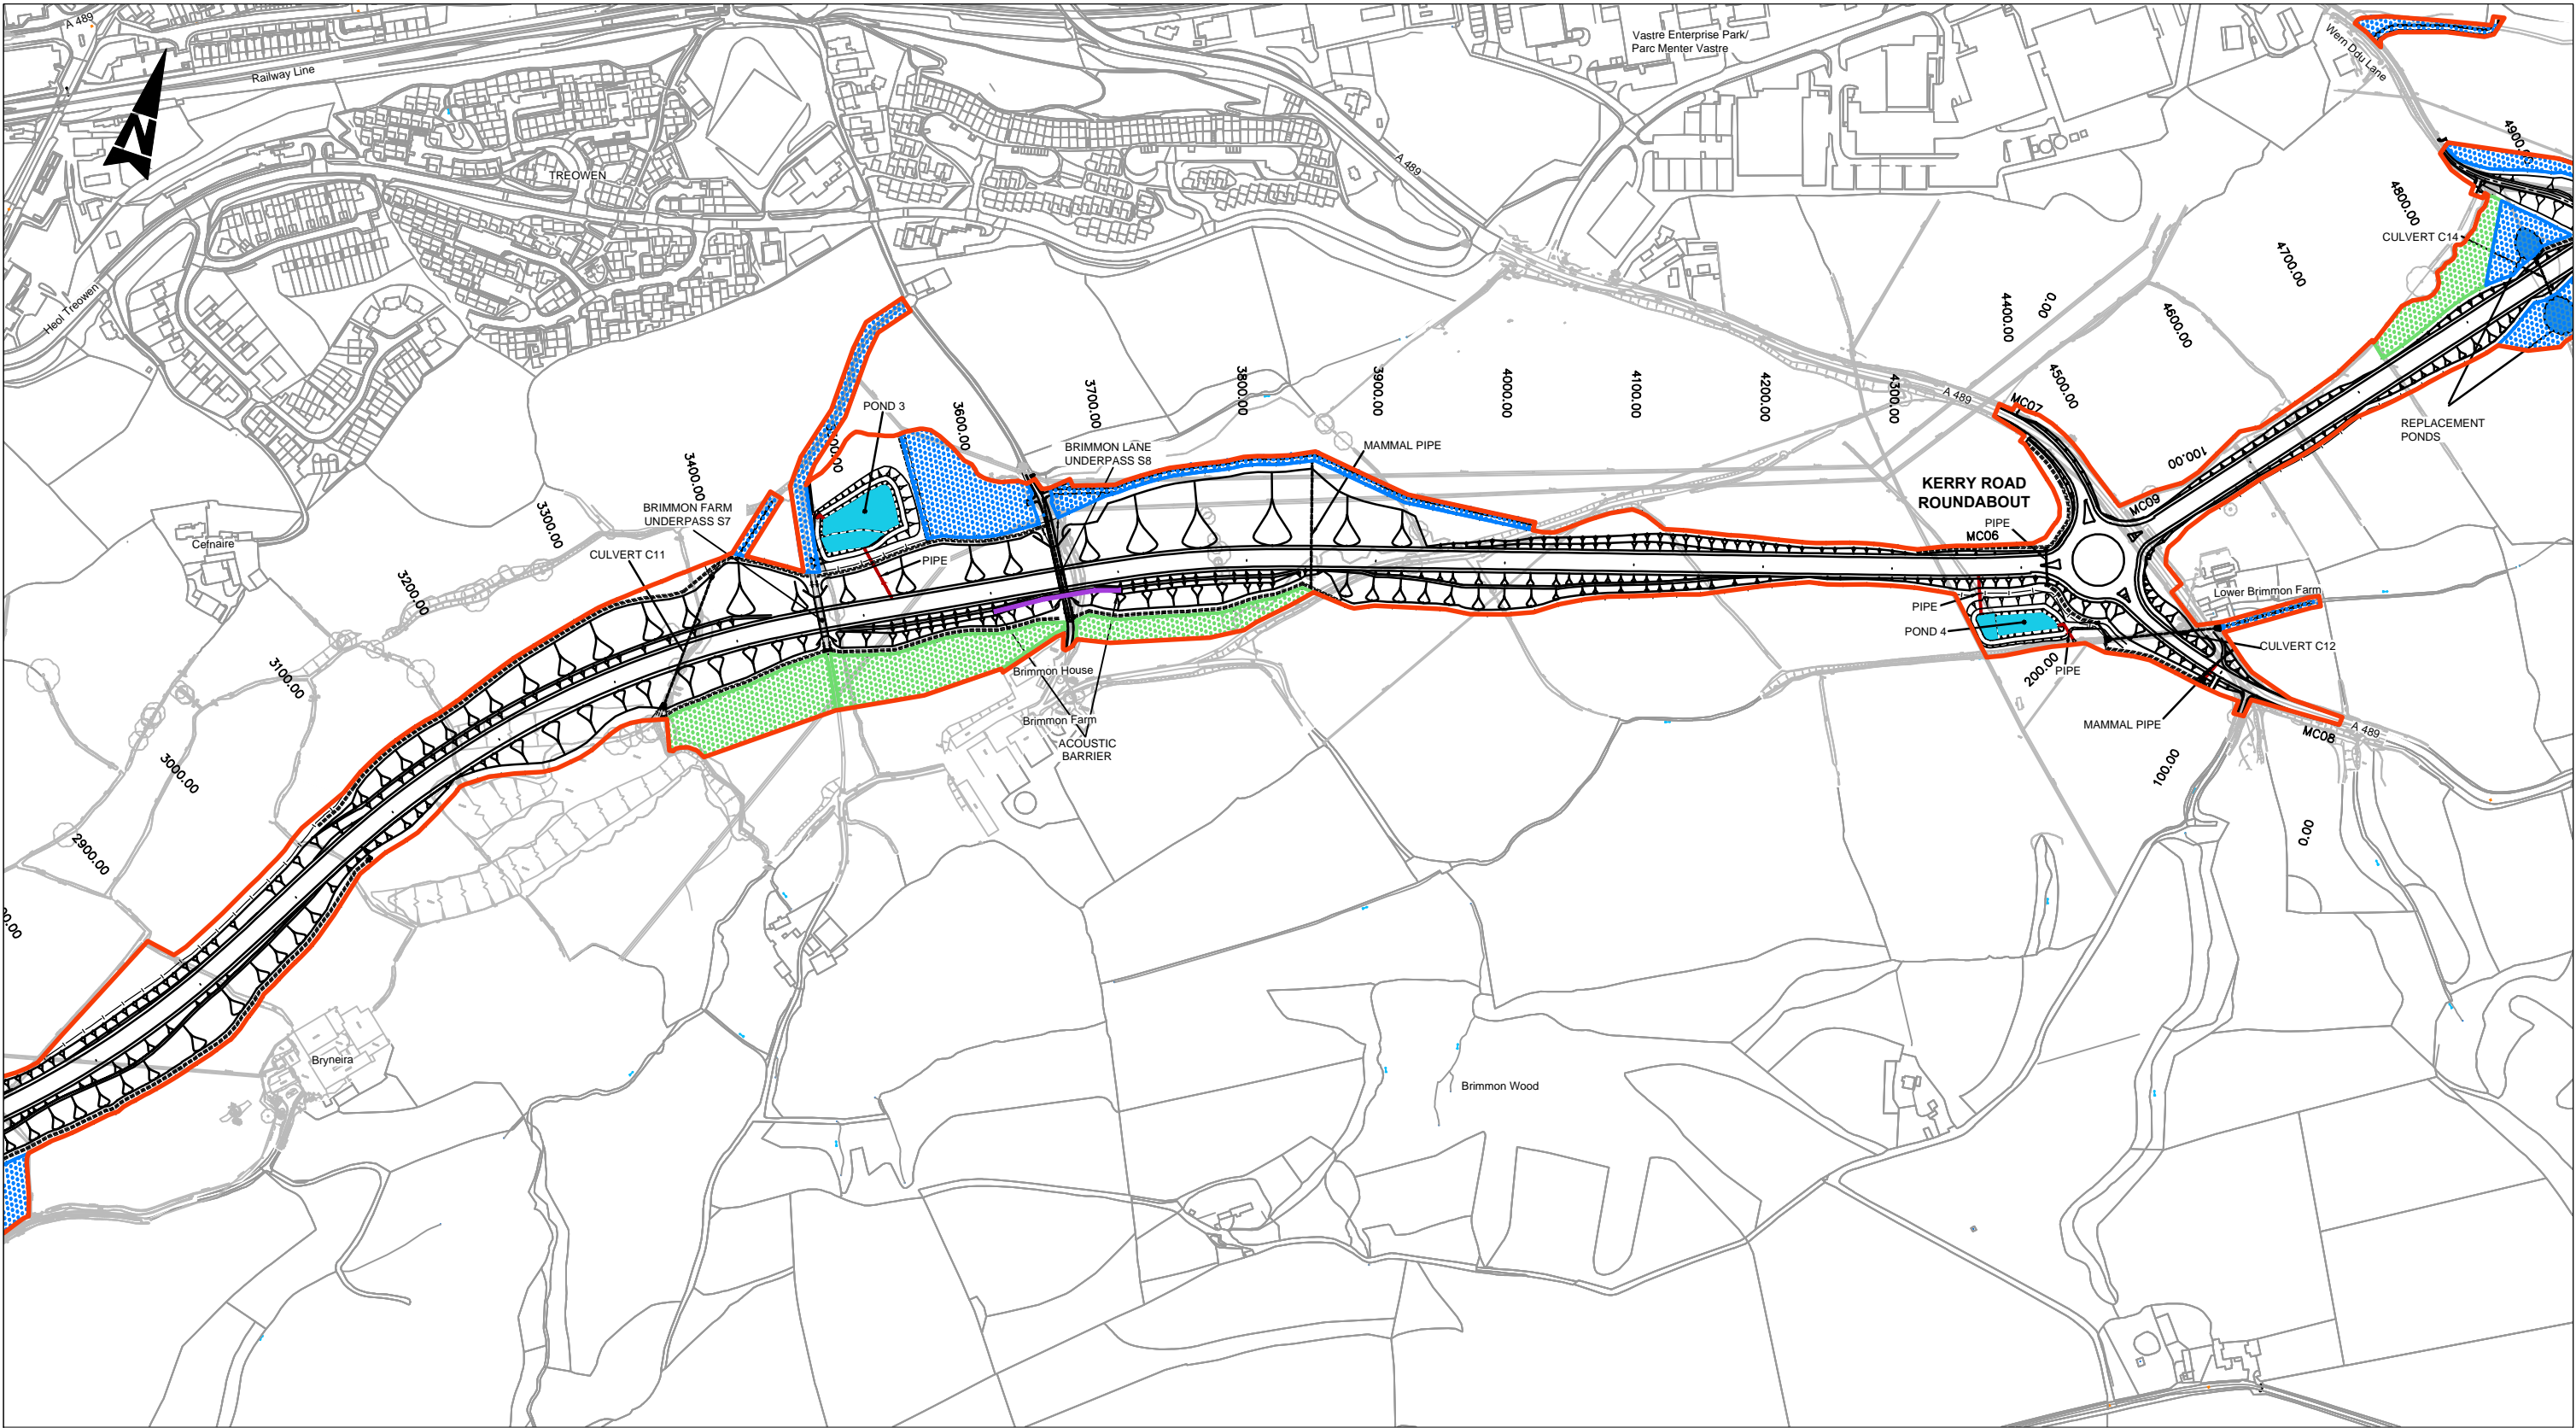 A 489
Railway Line
N
TREOWEN
Heol Treowen
A 489
Vastre Enterprise Park/
Parc Menter Vastre
Wern Ddu Lane
4900.00
4800.00
CULVERT C14
4700.00
4600.00
4500.00
4400.00
0.00
4300.00
4200.00
4100.00
4000.00
3900.00
3800.00
3700.00
3600.00
3400.00
3300.00
3200.00
3100.00
3000.00
2900.00
POND 3
BRIMMON LANE
UNDERPASS S8
MAMMAL PIPE
A 489
MC07
REPLACEMENT
PONDS
100.00
MC09
KERRY ROAD
ROUNDABOUT
PIPE
MC06
BRIMMON FARM
UNDERPASS S7
CULVERT C11
Cefnaire
PIPE
Lower Brimmon Farm
PIPE
POND 4
CULVERT C12
200.00
PIPE
MAMMAL PIPE
A 489
MC08
100.00
0.00
Brimmon House
Brimmon Farm
ACOUSTIC
BARRIER
Bryneira
Brimmon Wood